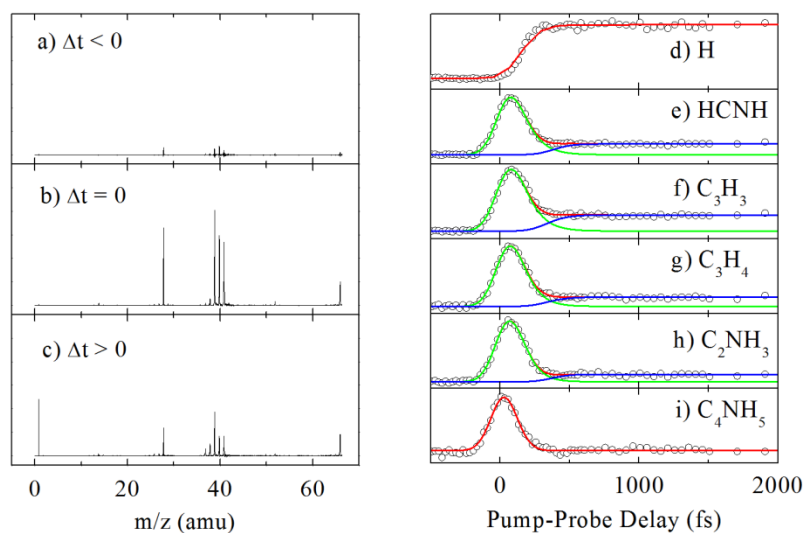 a) Δt < 0
b) Δt = 0
c) Δt > 0
0 20 40 60
m/z (amu)
d) H
e) HCNH
f) C₃H₃
g) C₃H₄
h) C₂NH₃
i) C₄NH₅
0 1000 2000
Pump-Probe Delay (fs)